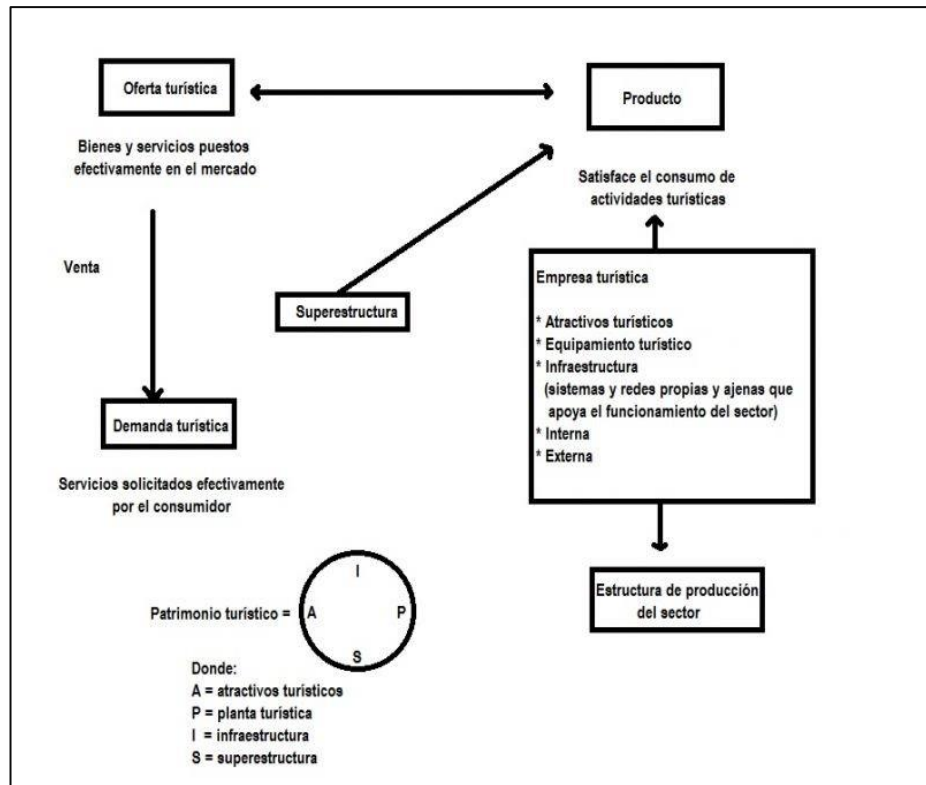 Oferta turística
Bienes y servicios puestos
efectivamente en el mercado
Venta
Demanda turística
Servicios solicitados efectivamente
por el consumidor
Superestructura
Producto
Satisface el consumo de
actividades turísticas
Empresa turística
* Atractivos turísticos
* Equipamiento turístico
* Infraestructura
(sistemas y redes propias y ajenas que
apoya el funcionamiento del sector)
* Interna
* Externa
Estructura de producción
del sector
Patrimonio turístico =
I
A P
S
Donde:
A = atractivos turísticos
P = planta turística
I = infraestructura
S = superestructura